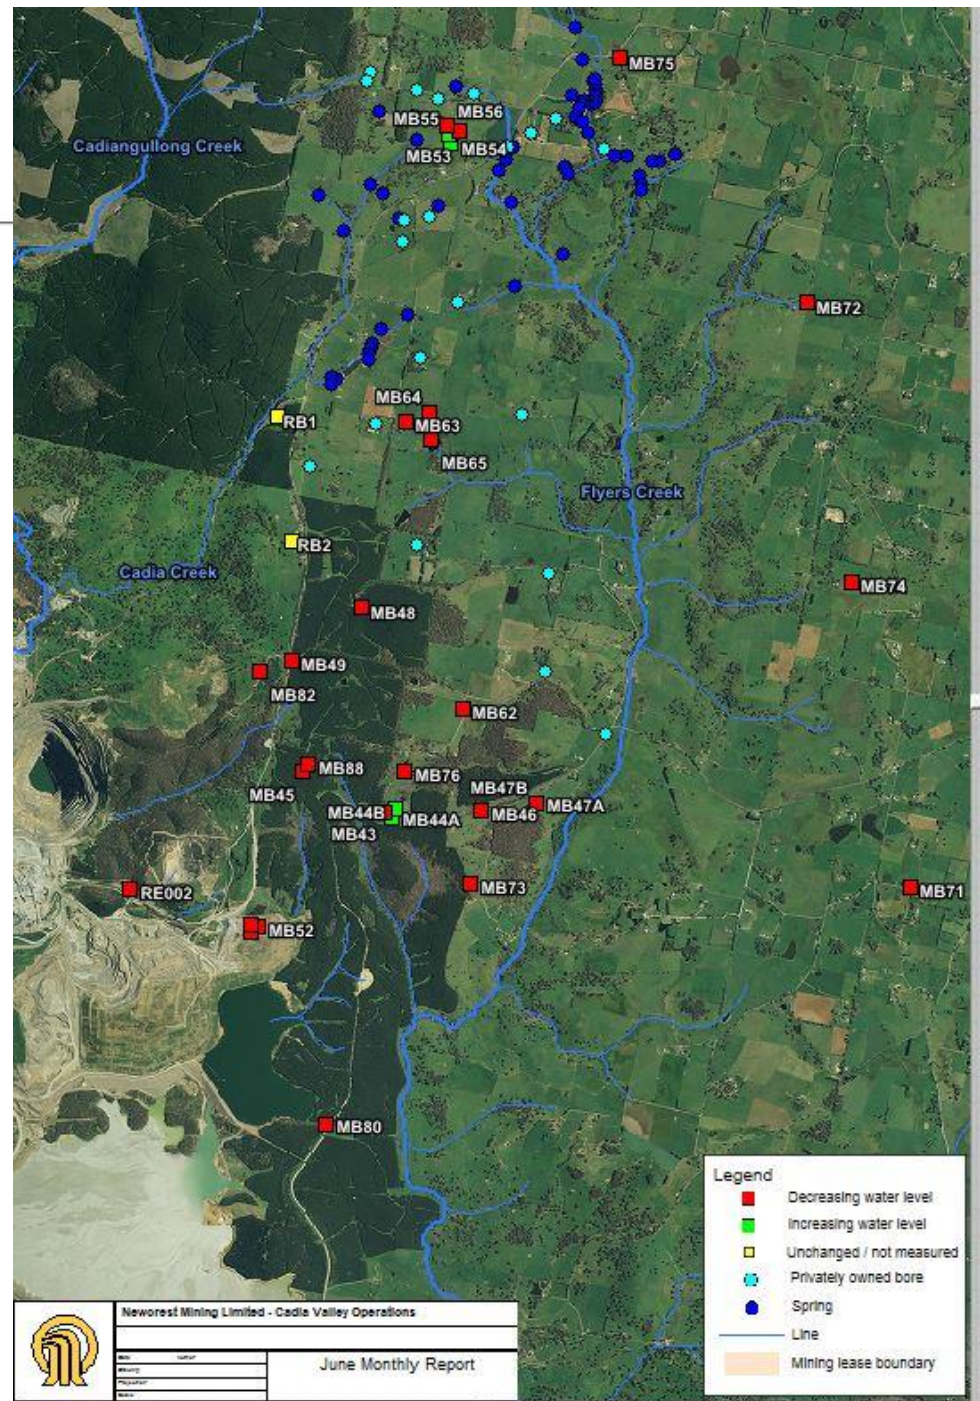 MB75
MB56
MB55
Cadiangullong Creek
MB54
MB53
MB72
MB64
RB1
MB63
MB65
Flyers Creek
RB2
Cadia Creek
MB74
MB48
MB49
MB82
MB62
MB88
MB76
MB45
MB47B
MB47A
MB44B
MB46
MB44A
MB43
MB73
RE002
MB71
MB52
MB80
Legend
Decreasing water level
Increasing water level
Unchanged / not measured
Privately owned bore
Spring
Line
Mining lease boundary
Newcrest Mining Limited - Cadia Valley Operations
June Monthly Report